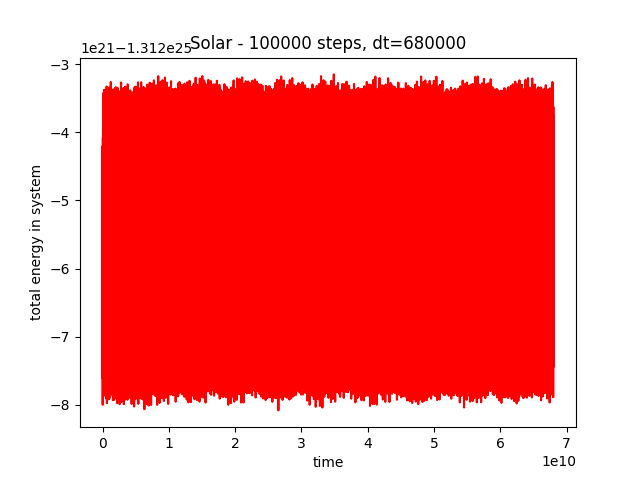 Solar - 100000 steps, dt=680000
1e21−1.312e25
−3
−4
−5
−6
−7
−8
total energy in system
0 1 2 3 4 5 6 7
1e10
time